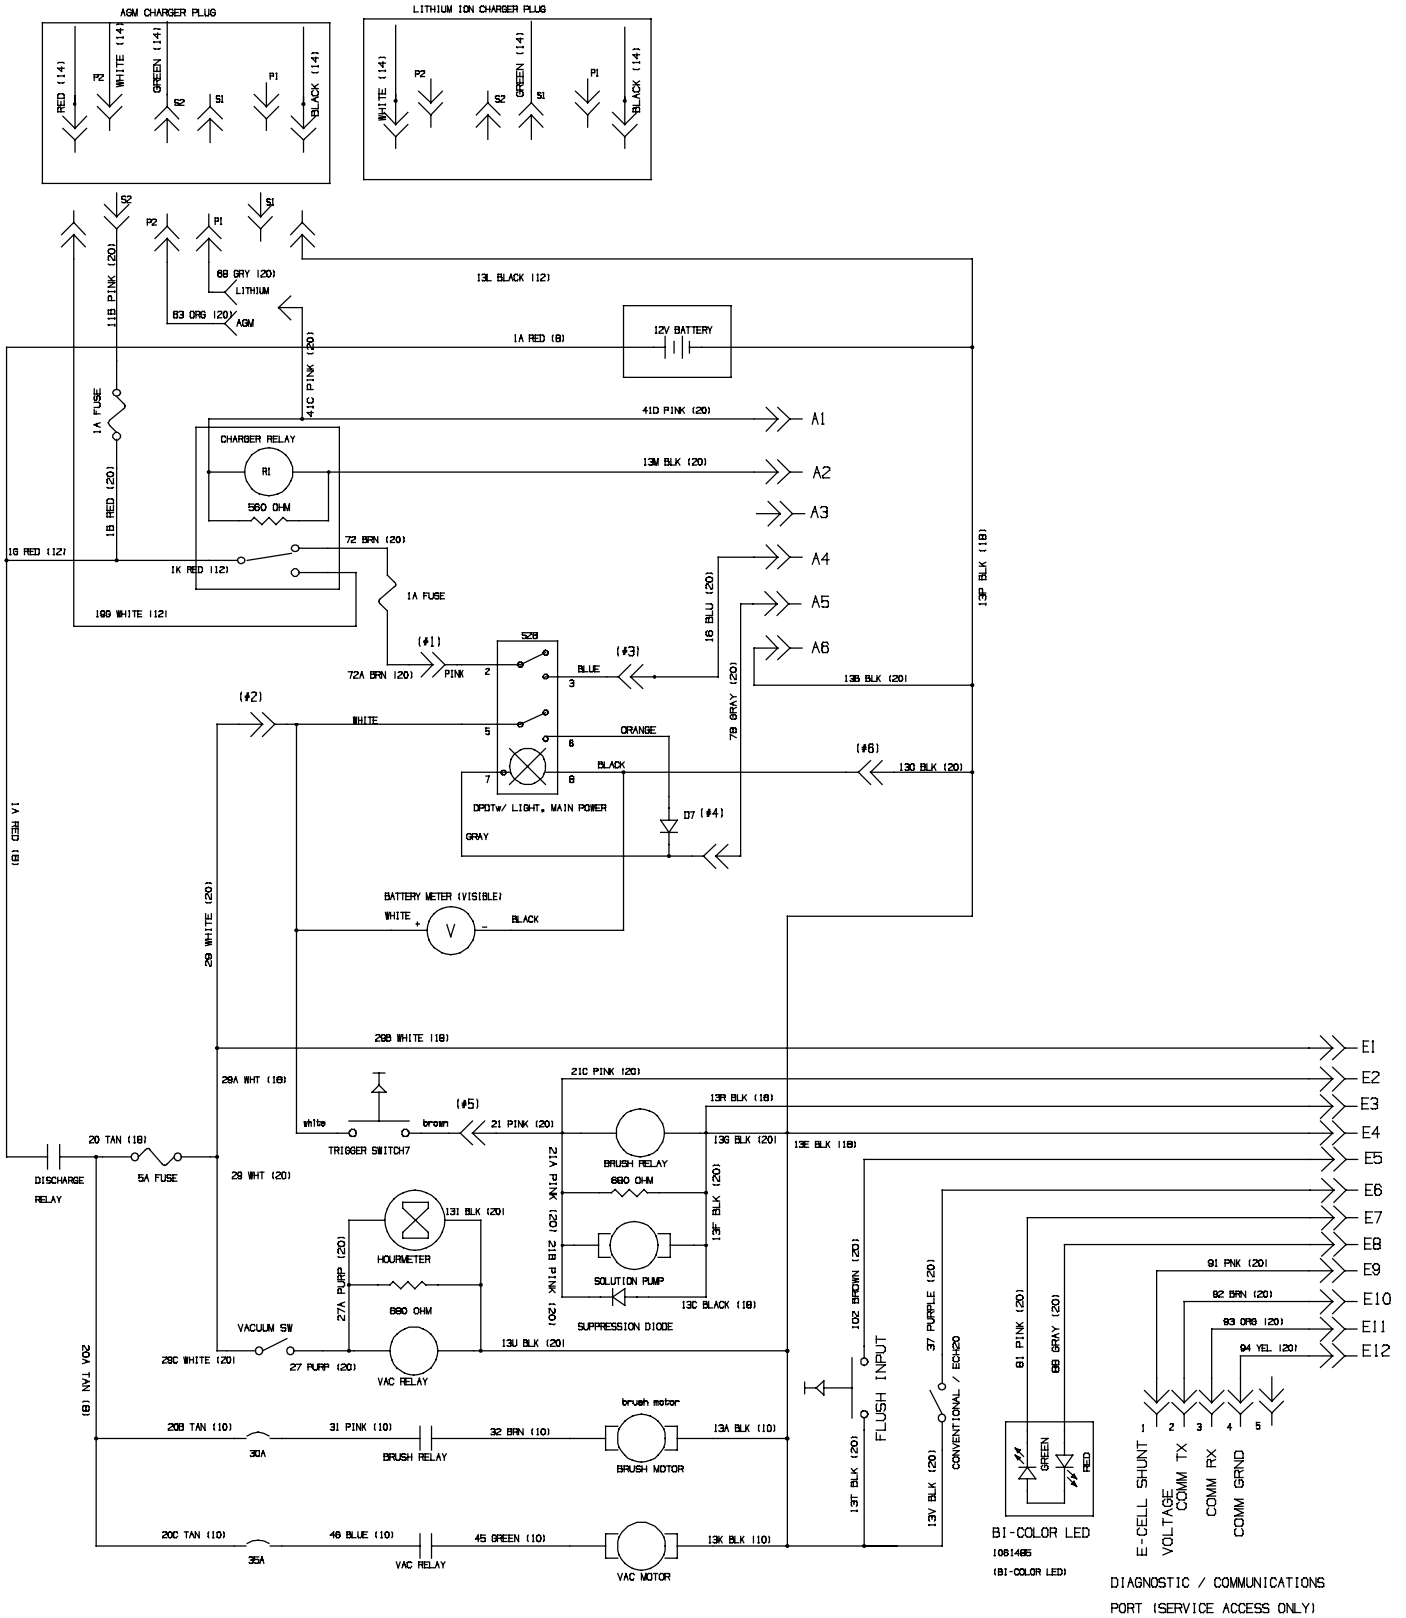 AGM CHARGER PLUG
LITHIUM ION CHARGER PLUG
RED (14)
P2
WHITE (14)
GREEN (14)
S2
S1
P1
BLACK (14)
WHITE (14)
P2
S2
GREEN (14)
S1
P1
BLACK (14)
S2
P2
P1
S1
11B PINK (20)
68 GRY (20)
LITHIUM
83 ORG (20)
AGM
13L BLACK (12)
41C PINK (20)
1A RED (8)
12V BATTERY
1A FUSE
41D PINK (20)
A1
CHARGER RELAY
R1
13M BLK (20)
A2
560 OHM
1B RED (20)
A3
1G RED (12)
1K RED (12)
72 BRN (20)
A4
1A FUSE
16 BLU (20)
A5
13P BLK (18)
19G WHITE (12)
(#1)
S2B
(#3)
A6
72A BRN (20)
PINK
2
BLUE
3
13B BLK (20)
(#2)
WHITE
5
ORANGE
6
7B GRAY (20)
BLACK
7
8
(#6)
13O BLK (20)
DPDTw/ LIGHT, MAIN POWER
D7 (#4)
GRAY
1A RED (8)
BATTERY METER (VISIBLE)
WHITE
+
V
-
BLACK
29 WHITE (20)
29B WHITE (18)
E1
29A WHT (18)
21C PINK (20)
E2
13R BLK (16)
E3
white
brown
(#5)
21 PINK (20)
13G BLK (20)
13E BLK (18)
E4
TRIGGER SWITCH7
BRUSH RELAY
E5
20 TAN (18)
5A FUSE
DISCHARGE
RELAY
29 WHT (20)
680 OHM
21A PINK (20)
13F BLK (20)
E6
13I BLK (20)
E7
HOURMETER
27A PURP (20)
21B PINK (20)
SOLUTION PUMP
E8
91 PNK (20)
E9
680 OHM
13C BLACK (18)
SUPPRESSION DIODE
102 BROWN (20)
37 PURPLE (20)
81 PINK (20)
88 GRAY (20)
92 BRN (20)
E10
93 ORG (20)
E11
94 YEL (20)
E12
VACUUM SW
29C WHITE (20)
27 PURP (20)
VAC RELAY
13U BLK (20)
FLUSH INPUT
CONVENTIONAL / ECH20
20A TAN (8)
20B TAN (10)
30A
31 PINK (10)
BRUSH RELAY
32 BRN (10)
brush motor
BRUSH MOTOR
13A BLK (10)
13T BLK (20)
13V BLK (20)
GREEN
RED
1
2
3
4
5
E-CELL SHUNT
VOLTAGE
COMM TX
COMM RX
COMM GRND
20C TAN (10)
35A
46 BLUE (10)
VAC RELAY
45 GREEN (10)
VAC MOTOR
13K BLK (10)
BI-COLOR LED
1061485
(BI-COLOR LED)
DIAGNOSTIC / COMMUNICATIONS
PORT (SERVICE ACCESS ONLY)